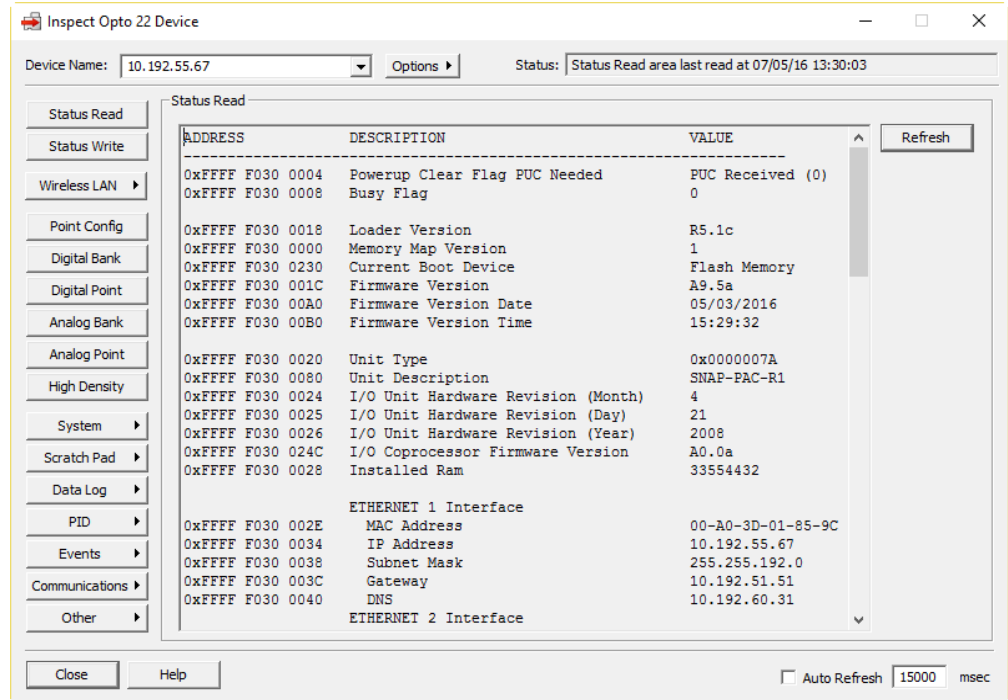 Inspect Opto 22 Device
Device Name: 10.192.55.67 Options Status: Status Read area last read at 07/05/16 13:30:03
Status Read
Status Write
Wireless LAN
Point Config
Digital Bank
Digital Point
Analog Bank
Analog Point
High Density
System
Scratch Pad
Data Log
PID
Events
Communications
Other
Status Read
ADDRESS DESCRIPTION VALUE
---------------------------------------------------------------------
0xFFFF F030 0004 Powerup Clear Flag PUC Needed PUC Received (0)
0xFFFF F030 0008 Busy Flag 0
0xFFFF F030 0018 Loader Version R5.1c
0xFFFF F030 0000 Memory Map Version 1
0xFFFF F030 0230 Current Boot Device Flash Memory
0xFFFF F030 001C Firmware Version A9.5a
0xFFFF F030 00A0 Firmware Version Date 05/03/2016
0xFFFF F030 00B0 Firmware Version Time 15:29:32
0xFFFF F030 0020 Unit Type 0x0000007A
0xFFFF F030 0080 Unit Description SNAP-PAC-R1
0xFFFF F030 0024 I/O Unit Hardware Revision (Month) 4
0xFFFF F030 0025 I/O Unit Hardware Revision (Day) 21
0xFFFF F030 0026 I/O Unit Hardware Revision (Year) 2008
0xFFFF F030 024C I/O Coprocessor Firmware Version A0.0a
0xFFFF F030 0028 Installed Ram 33554432
ETHERNET 1 Interface
0xFFFF F030 002E MAC Address 00-A0-3D-01-85-9C
0xFFFF F030 0034 IP Address 10.192.55.67
0xFFFF F030 0038 Subnet Mask 255.255.192.0
0xFFFF F030 003C Gateway 10.192.51.51
0xFFFF F030 0040 DNS 10.192.60.31
ETHERNET 2 Interface
Refresh
Close Help Auto Refresh 15000 msec